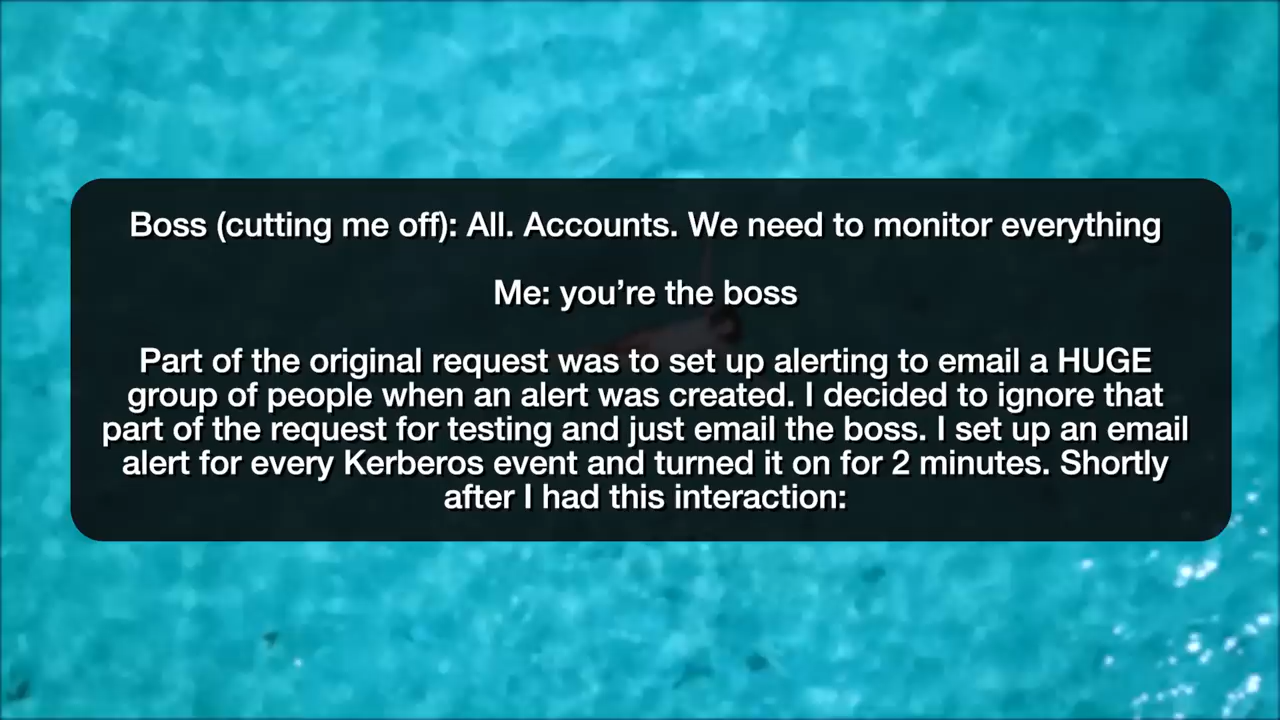 Boss (cutting me off): All. Accounts. We need to monitor everything
Me: you’re the boss
Part of the original request was to set up alerting to email a HUGE
group of people when an alert was created. I decided to ignore that
part of the request for testing and just email the boss. I set up an email
alert for every Kerberos event and turned it on for 2 minutes. Shortly
after I had this interaction: